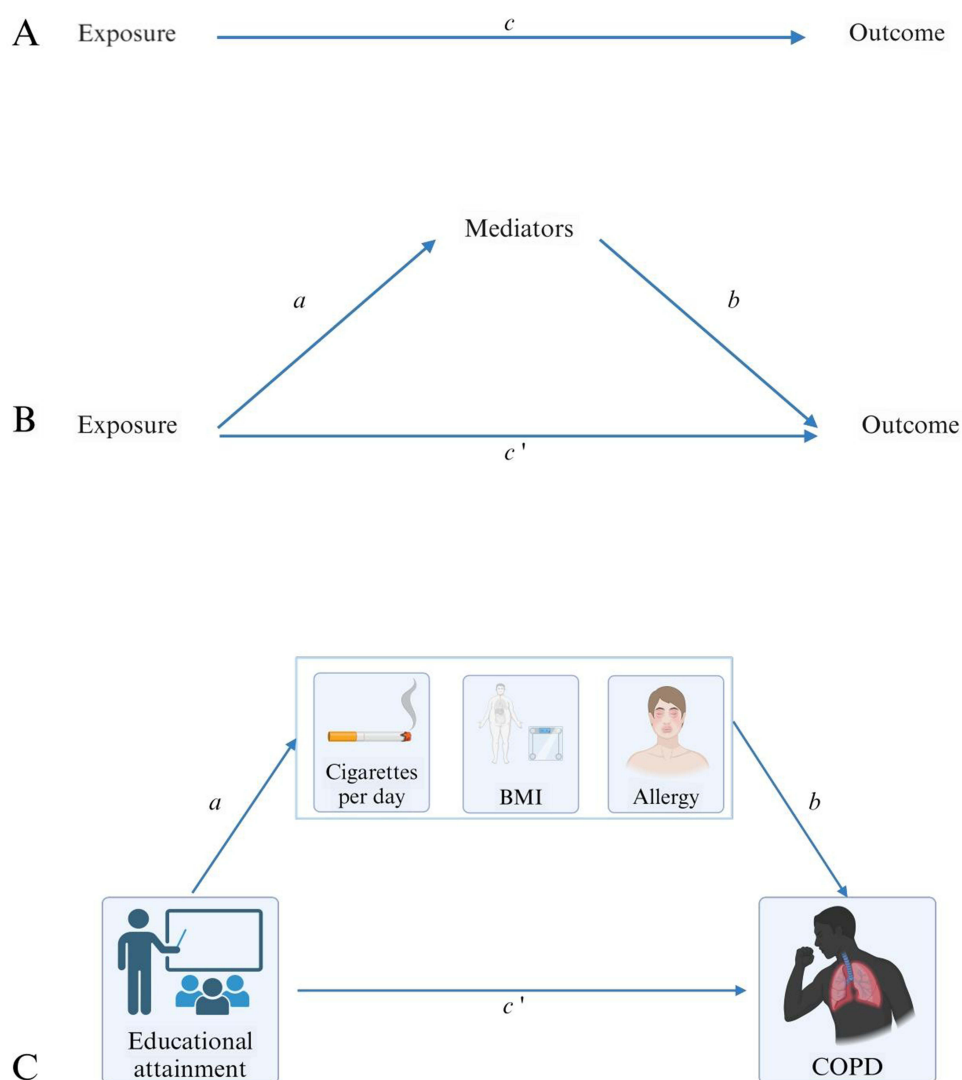 A Exposure c Outcome
Mediators
a b
B Exposure Outcome
c'
Cigarettes
per day BMI Allergy
a b
c'
Educational
attainment COPD
C